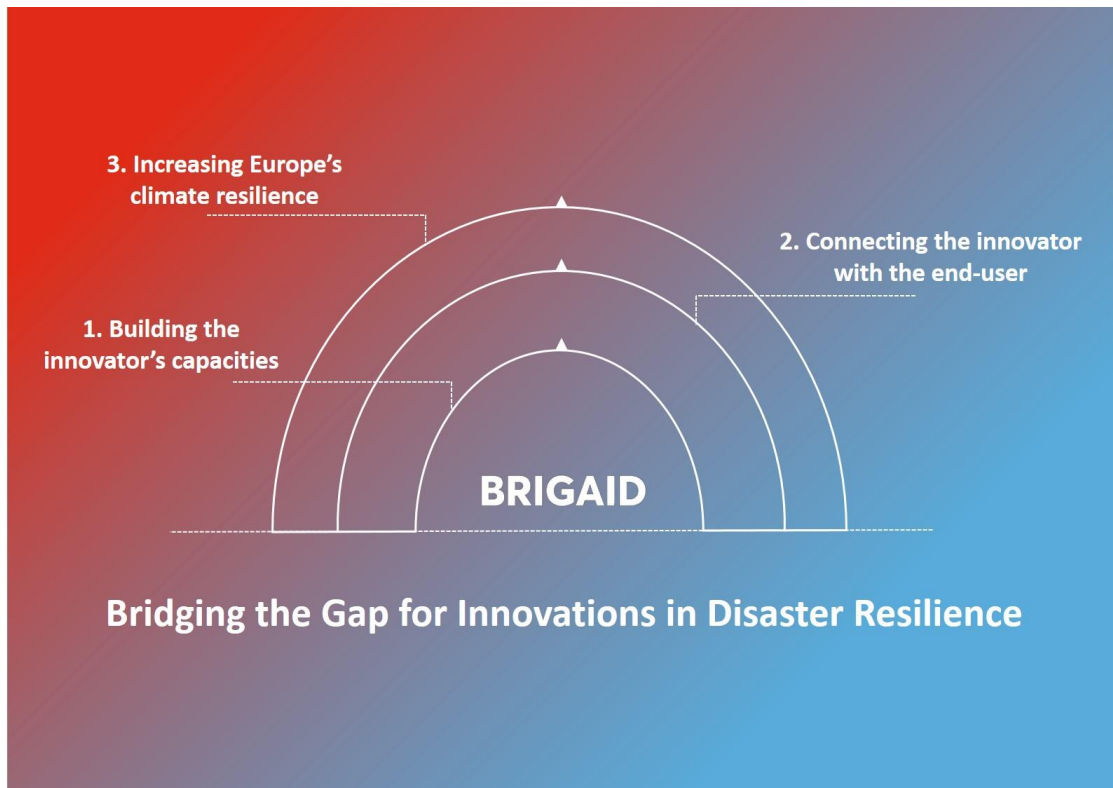 3. Increasing Europe's
climate resilience
2. Connecting the innovator
with the end-user
1. Building the
innovator's capacities
BRIGAID
Bridging the Gap for Innovations in Disaster Resilience